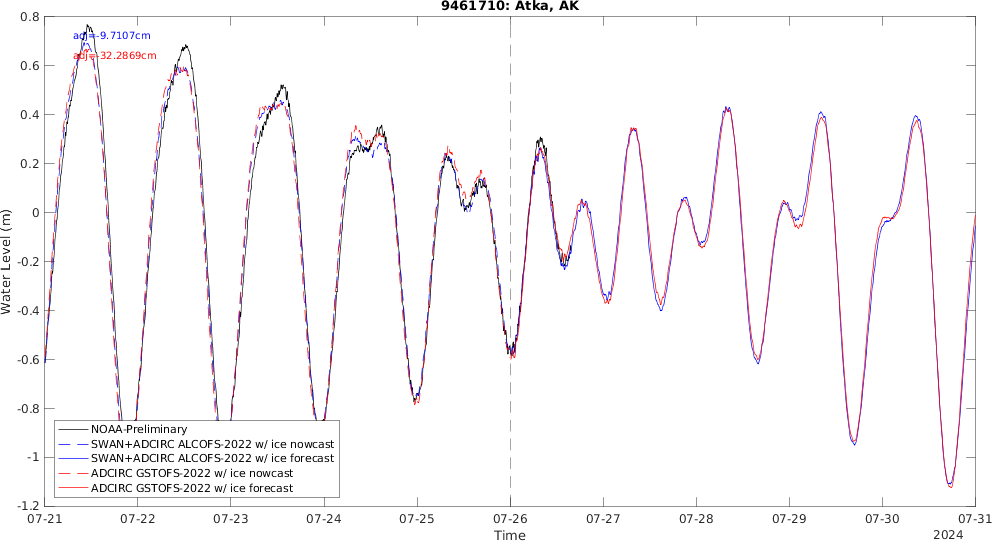 9461710: Atka, AK
adj=-9.7107cm
adj=-32.2869cm
0.8
0.6
0.4
0.2
0
-0.2
-0.4
-0.6
-0.8
-1
-1.2
Water Level (m)
NOAA-Preliminary
SWAN+ADCIRC ALCOFS-2022 w/ ice nowcast
SWAN+ADCIRC ALCOFS-2022 w/ ice forecast
ADCIRC GSTOFS-2022 w/ ice nowcast
ADCIRC GSTOFS-2022 w/ ice forecast
07-21 07-22 07-23 07-24 07-25 07-26 07-27 07-28 07-29 07-30 07-31
Time
2024